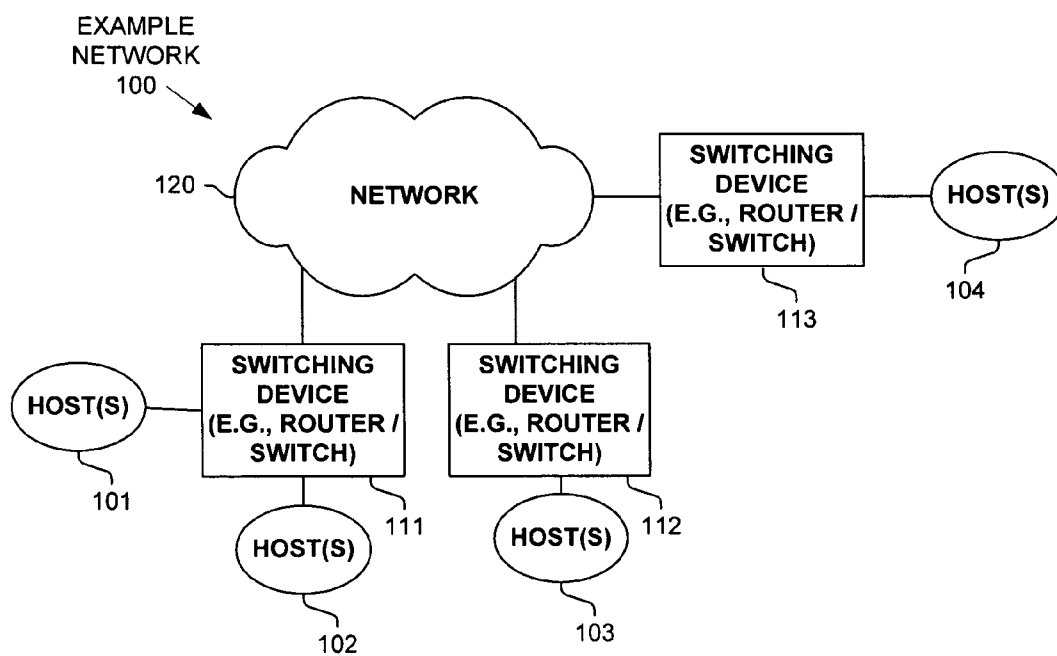 EXAMPLE
NETWORK
100
120
NETWORK
SWITCHING
DEVICE
(E.G., ROUTER /
SWITCH)
113
HOST(S)
104
HOST(S)
101
SWITCHING
DEVICE
(E.G., ROUTER /
SWITCH)
111
HOST(S)
102
SWITCHING
DEVICE
(E.G., ROUTER /
SWITCH)
112
HOST(S)
103